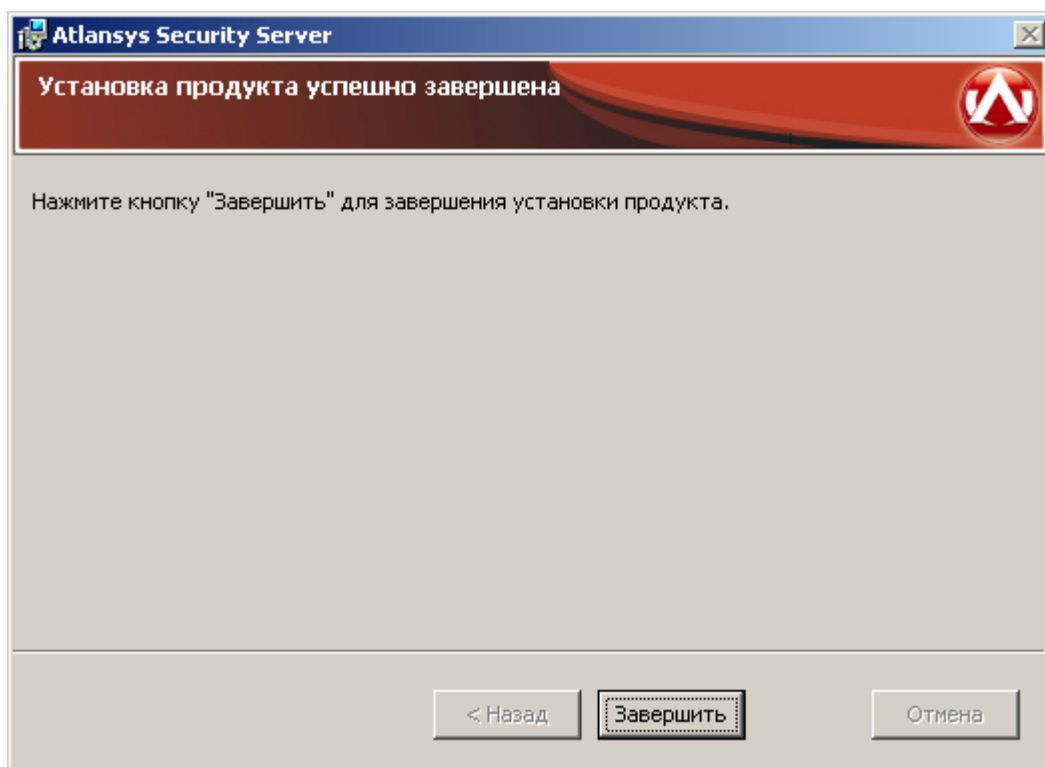 Atlansys Security Server
Установка продукта успешно завершена
Нажмите кнопку "Завершить" для завершения установки продукта.
< Назад Завершить Отмена